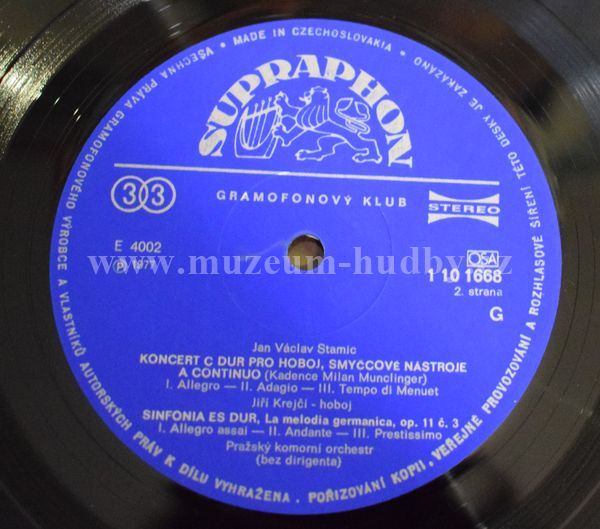 VŠECHNA PRÁVA GRAMOFONOVÉHO VÝROBCE A VLASTNÍKŮ AUTORSKÝCH PRÁV K DÍLU VYHRAŽENA. POŘIZOVÁNÍ KOPIÍ, VEŘEJNÉ PROVOZOVÁNÍ A ROZHLASOVÉ ŠÍŘENÍ TÉTO DESKY JE ZAKÁZÁNO • MADE IN CZECHOSLOVAKIA •
SUPRAPHON
33
GRAMOFONOVÝ KLUB
STEREO
E 4002
℗ 1977
OSA
1 10 1668
2. strana
G
www.muzeum-hudby.cz
Jan Václav Stamic
KONCERT C DUR PRO HOBOJ, SMYČCOVÉ NÁSTROJE
A CONTINUO (Kadence Milan Munclinger)
I. Allegro — II. Adagio — III. Tempo di Menuet
Jiří Krejčí - hoboj
SINFONIA ES DUR, La melodia germanica, op. 11 č. 3
I. Allegro assai — II. Andante — III. Prestissimo
Pražský komorní orchestr
(bez dirigenta)